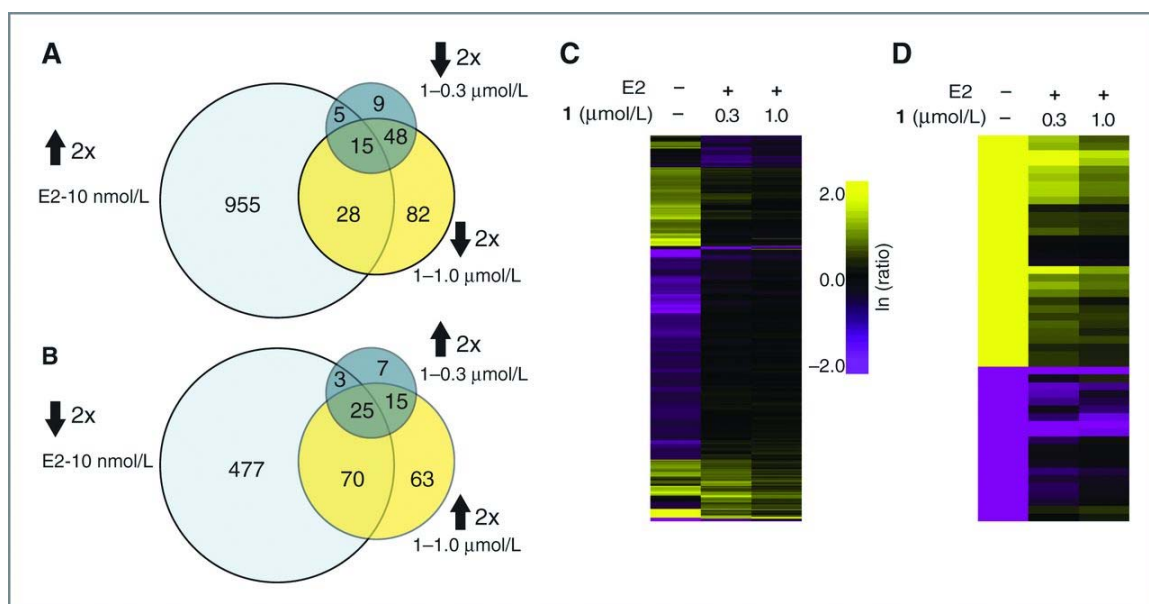 A
2x
1–0.3 μmol/L
9
5
15
48
2x
E2-10 nmol/L
955
28
82
2x
1–1.0 μmol/L
B
2x
1–0.3 μmol/L
7
3
25
15
2x
E2-10 nmol/L
477
70
63
2x
1–1.0 μmol/L
C
E2 – + +
1 (μmol/L) – 0.3 1.0
2.0
0.0
–2.0
ln (ratio)
D
E2 – + +
1 (μmol/L) – 0.3 1.0